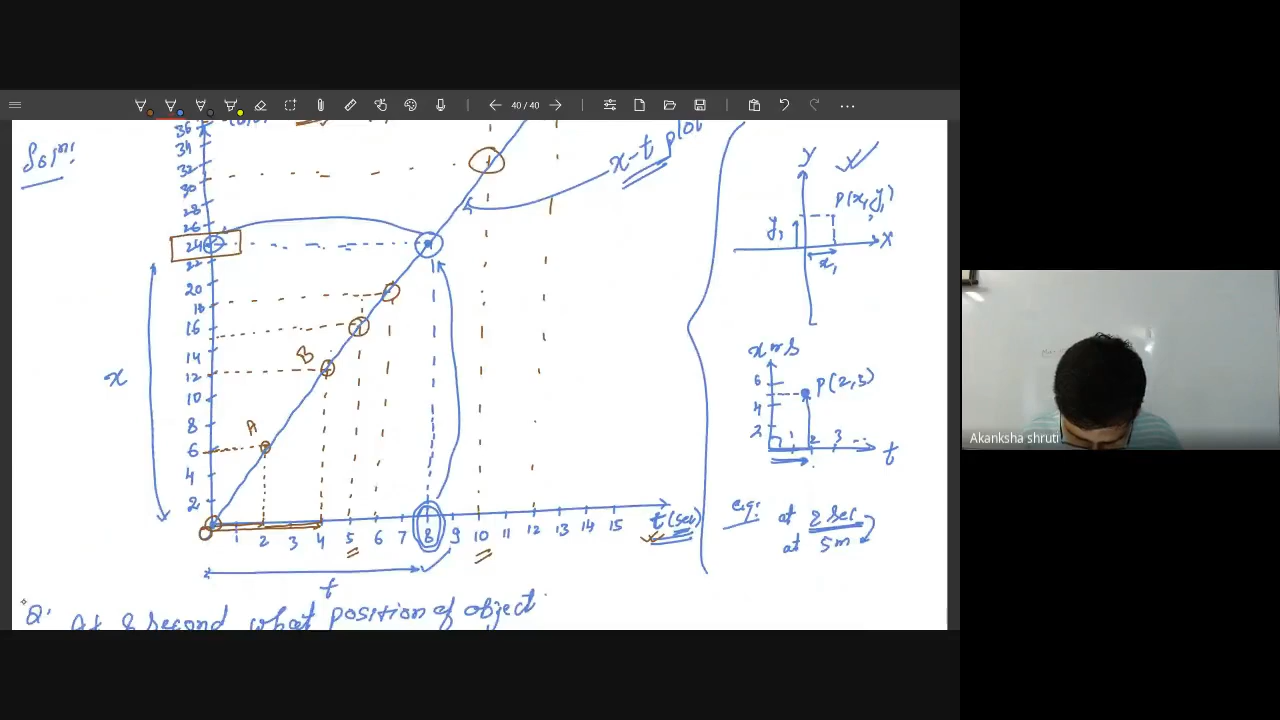 40 / 40
Solⁿ:
36
34
32
30
28
26
24
22
20
18
16
14
12
10
8
6
4
2
0
x
A
B
x-t plot
1 2 3 4 5 6 7 8 9 10 11 12 13 14 15
t (sec)
t
Q: At 8 second what position of object
Y
P(x₁, y₁)
y₁
x₁
X
x m s
6
4
2
P(2,5)
1 2 3 ...
t
e.g: at 2 sec
at 5m
Akanksha shruti